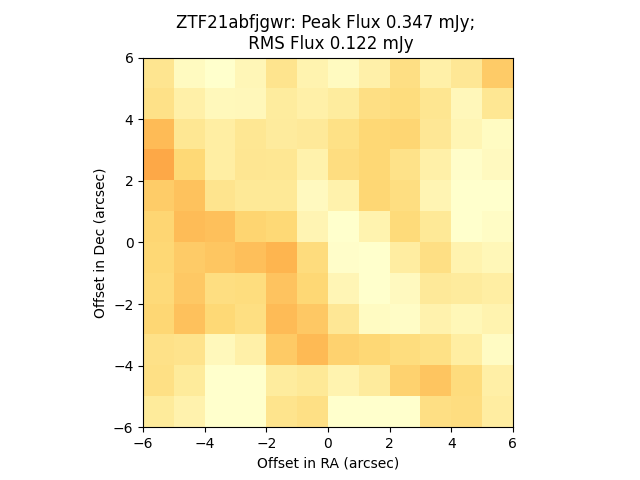 ZTF21abfjgwr: Peak Flux 0.347 mJy;
RMS Flux 0.122 mJy
6
4
2
0
−2
−4
−6
Offset in Dec (arcsec)
−6 −4 −2 0 2 4 6
Offset in RA (arcsec)